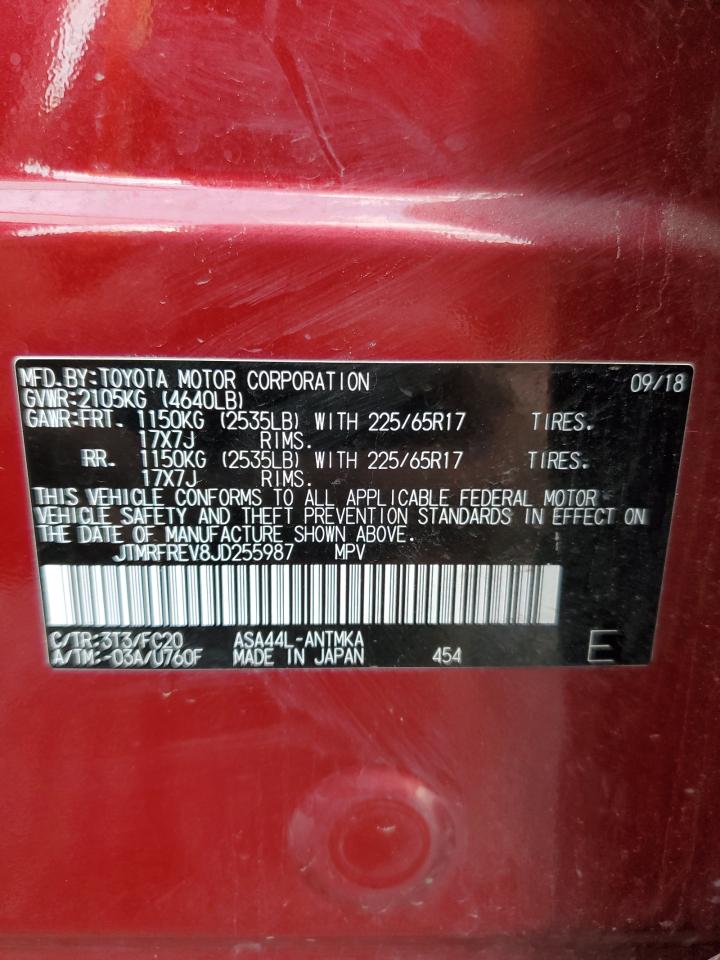 MFD.BY:TOYOTA MOTOR CORPORATION 09/18
GVWR:2105KG (4640LB)
GAWR:FRT. 1150KG (2535LB) WITH 225/65R17 TIRES.
17X7J RIMS.
RR. 1150KG (2535LB) WITH 225/65R17 TIRES.
17X7J RIMS.
THIS VEHICLE CONFORMS TO ALL APPLICABLE FEDERAL MOTOR
VEHICLE SAFETY AND THEFT PREVENTION STANDARDS IN EFFECT ON
THE DATE OF MANUFACTURE SHOWN ABOVE.
JTMRFREV8JD255987 MPV
C/TR:3T3/FC20 ASA44L-ANTMKA
A/TM:-03A/U760F MADE IN JAPAN 454 E